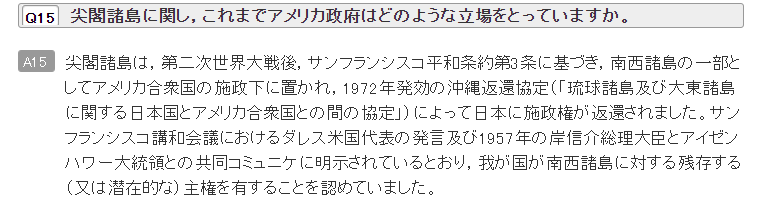 Q15 尖閣諸島に関し，これまでアメリカ政府はどのような立場をとっていますか。
A15 尖閣諸島は，第二次世界大戦後，サンフランシスコ平和条約第3条に基づき，南西諸島の一部と
してアメリカ合衆国の施政下に置かれ，1972年発効の沖縄返還協定（「琉球諸島及び大東諸島
に関する日本国とアメリカ合衆国との間の協定」）によって日本に施政権が返還されました。サン
フランシスコ講和会議におけるダレス米国代表の発言及び1957年の岸信介総理大臣とアイゼン
ハワー大統領との共同コミュニケに明示されているとおり，我が国が南西諸島に対する残存する
（又は潜在的な）主権を有することを認めていました。